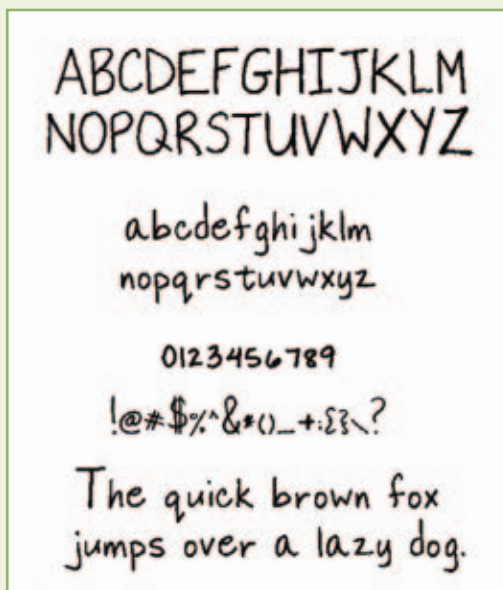 ABCDEFGHIJKLM
NOPQRSTUVWXYZ
abcdefghijklm
nopqrstuvwxyz
0123456789
!@#$%^&*()_+:{}\?
The quick brown fox
jumps over a lazy dog.